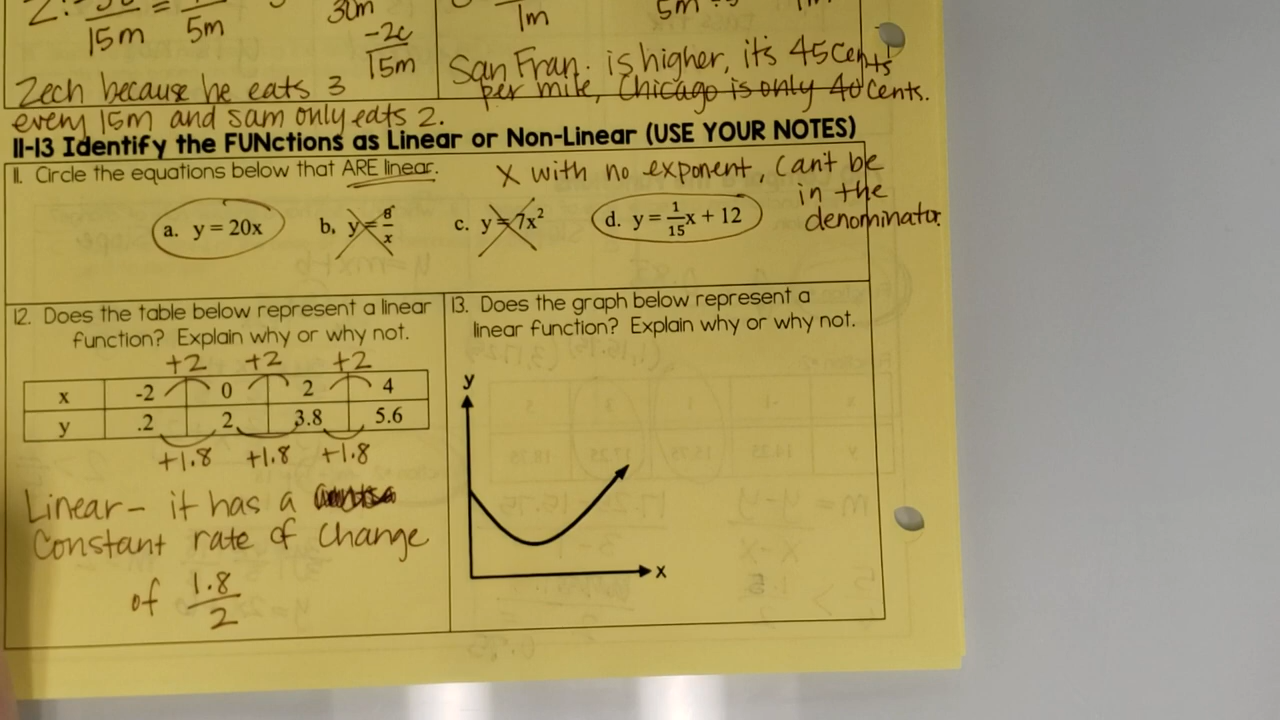 15m 5m
30m
-2c
15m
1m
5m
Zech because he eats 3
every 15m and sam only eats 2.
San Fran. is higher, it's 45 cents
per mile, Chicago is only 40 cents.
11-13 Identify the FUNctions as Linear or Non-Linear (USE YOUR NOTES)
11. Circle the equations below that ARE linear.
X with no exponent, can't be
in the
denominator.
a. y = 20x b. y = 8/x c. y = 7x² d. y = 1/15 x + 12
12. Does the table below represent a linear
function? Explain why or why not.
+2 +2 +2
x -2 0 2 4
y .2 2 3.8 5.6
+1.8 +1.8 +1.8
Linear - it has a
constant rate of change
of 1.8/2
13. Does the graph below represent a
linear function? Explain why or why not.
y
x